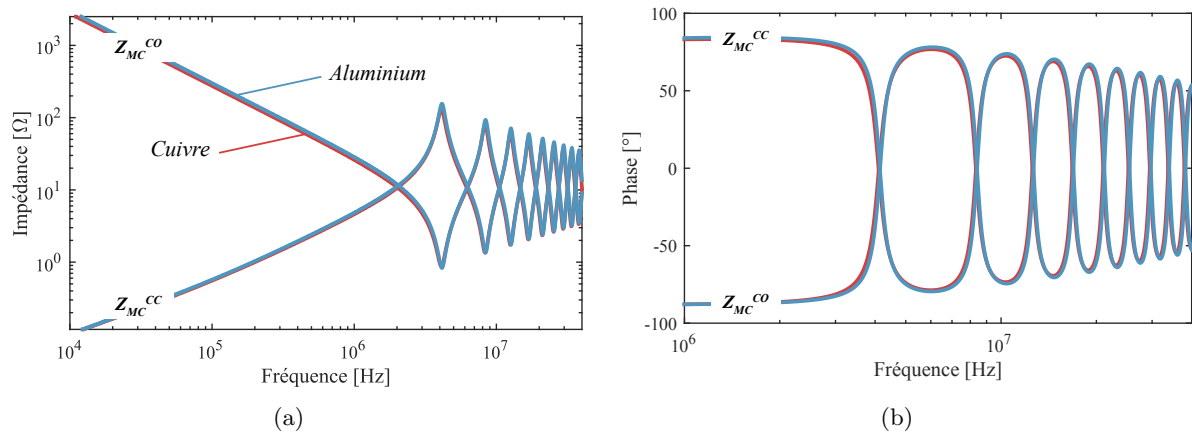 10³
10²
10¹
10⁰
Impédance [Ω]
Z_MC^CO
Aluminium
Cuivre
Z_MC^CC
10⁴ 10⁵ 10⁶ 10⁷
Fréquence [Hz]
(a)
100
50
0
-50
-100
Phase [°]
Z_MC^CC
Z_MC^CO
10⁶ 10⁷
Fréquence [Hz]
(b)